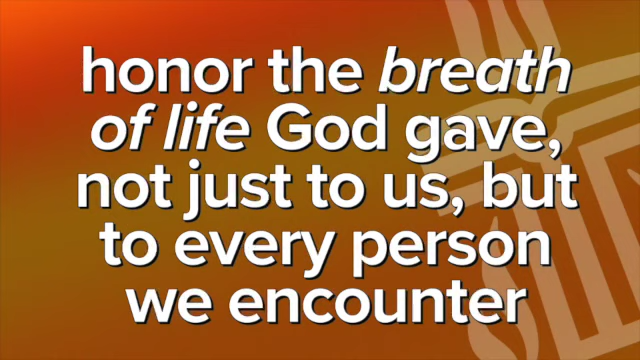 honor the breath
of life God gave,
not just to us, but
to every person
we encounter